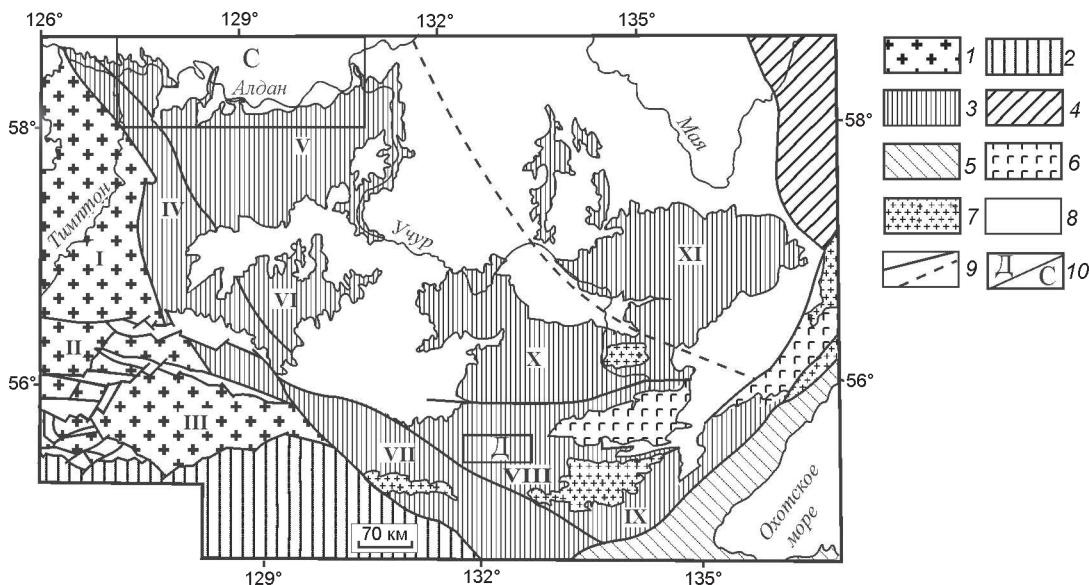 126° 129° 132° 135°
С
Алдан
58°
58°
V
Мая
Тимптон
IV
Учур
I
XI
VI
II
X
56°
56°
III
VII
Д
VIII
IX
Охотское
море
70 км
129° 132° 135°
1 2
3 4
5 6
7 8
9 Д С 10